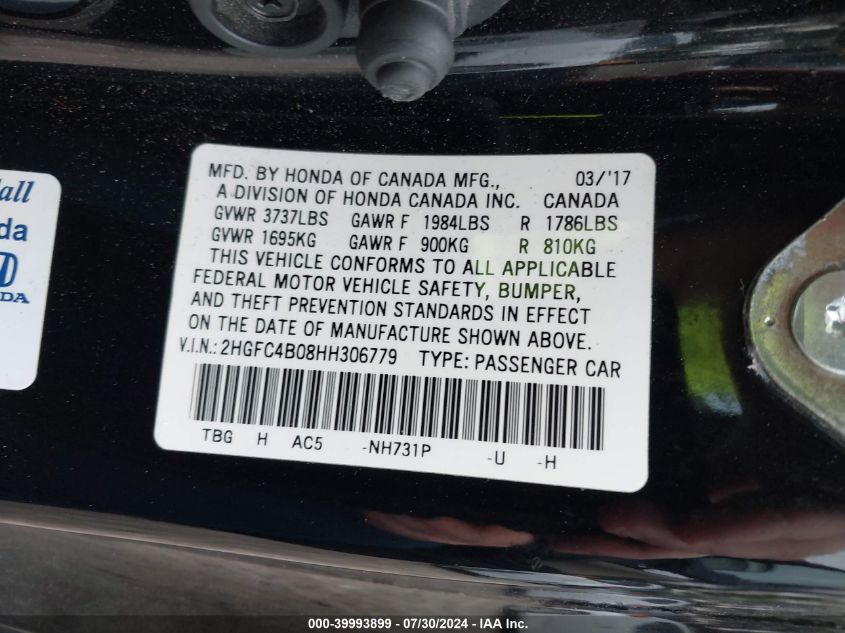 MFD. BY HONDA OF CANADA MFG., 03/'17
A DIVISION OF HONDA CANADA INC. CANADA
GVWR 3737LBS GAWR F 1984LBS R 1786LBS
GVWR 1695KG GAWR F 900KG R 810KG
THIS VEHICLE CONFORMS TO ALL APPLICABLE
FEDERAL MOTOR VEHICLE SAFETY, BUMPER,
AND THEFT PREVENTION STANDARDS IN EFFECT
ON THE DATE OF MANUFACTURE SHOWN ABOVE.
V.I.N.: 2HGFC4B08HH306779 TYPE: PASSENGER CAR
TBG H AC5 -NH731P -U -H
000-39993899 / 07/30/2024 - IAA Inc.